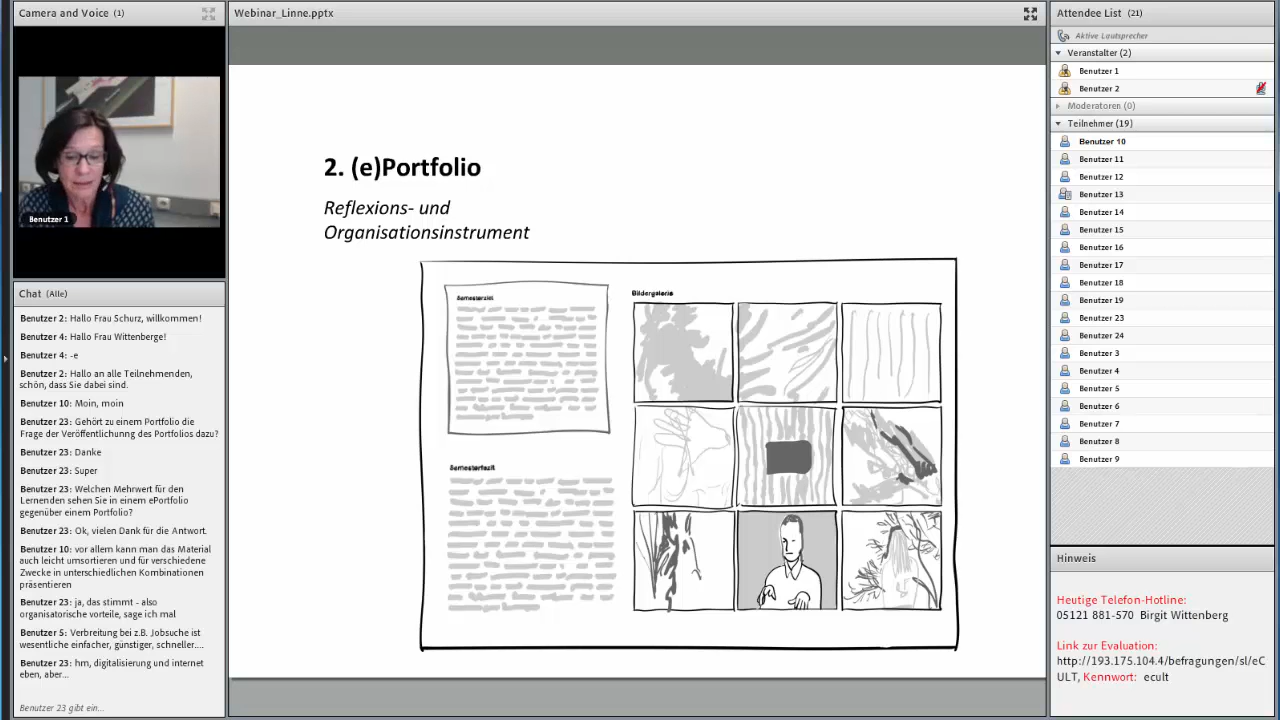 Camera and Voice (1)
Benutzer 1
Chat (Alle)
Benutzer 2: Hallo Frau Schurz, willkommen!
Benutzer 4: Hallo Frau Wittenberge!
Benutzer 4: -e
Benutzer 2: Hallo an alle Teilnehmenden,
schön, dass Sie dabei sind.
Benutzer 10: Moin, moin
Benutzer 23: Gehört zu einem Portfolio die
Frage der Veröffentlichunng des Portfolios dazu?
Benutzer 23: Danke
Benutzer 23: Super
Benutzer 23: Welchen Mehrwert für den
Lernenden sehen Sie in einem ePortfolio
gegenüber einem Portfolio?
Benutzer 23: Ok, vielen Dank für die Antwort.
Benutzer 10: vor allem kann man das Material
auch leicht umsortieren und für verschiedene
Zwecke in unterschiedlichen Kombinationen
präsentieren
Benutzer 23: ja, das stimmt - also
organisatorische vorteile, sage ich mal
Benutzer 5: Verbreitung bei z.B. Jobsuche ist
wesentliche einfacher, günstiger, schneller....
Benutzer 23: hm, digitalisierung und internet
eben, aber...
Benutzer 23 gibt ein...
Webinar_Linne.pptx
2. (e)Portfolio
Reflexions- und
Organisationsinstrument
Semesterziel
Bildergalerie
Semesterfazit
Attendee List (21)
Aktive Lautsprecher
Veranstalter (2)
Benutzer 1
Benutzer 2
Moderatoren (0)
Teilnehmer (19)
Benutzer 10
Benutzer 11
Benutzer 12
Benutzer 13
Benutzer 14
Benutzer 15
Benutzer 16
Benutzer 17
Benutzer 18
Benutzer 19
Benutzer 23
Benutzer 24
Benutzer 3
Benutzer 4
Benutzer 5
Benutzer 6
Benutzer 7
Benutzer 8
Benutzer 9
Hinweis
Heutige Telefon-Hotline:
05121 881-570 Birgit Wittenberg
Link zur Evaluation:
http://193.175.104.4/befragungen/sl/eC
ULT, Kennwort: ecult